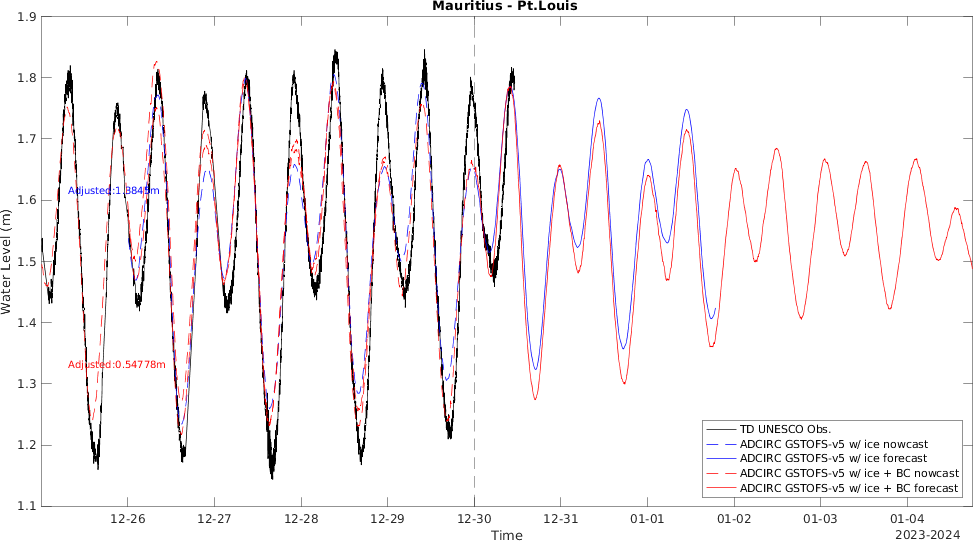 Mauritius - Pt.Louis
1.9
1.8
1.7
1.6
1.5
1.4
1.3
1.2
1.1
Water Level (m)
Adjusted:1.3845m
Adjusted:0.54778m
TD UNESCO Obs.
ADCIRC GSTOFS-v5 w/ ice nowcast
ADCIRC GSTOFS-v5 w/ ice forecast
ADCIRC GSTOFS-v5 w/ ice + BC nowcast
ADCIRC GSTOFS-v5 w/ ice + BC forecast
12-26 12-27 12-28 12-29 12-30 12-31 01-01 01-02 01-03 01-04
Time
2023-2024